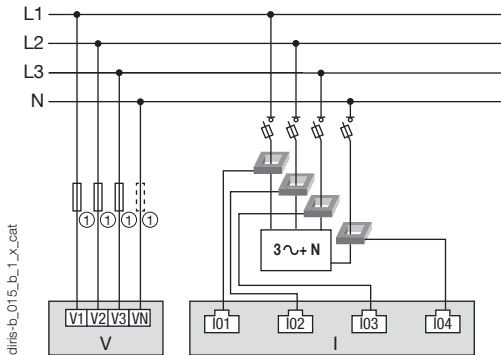 L1
L2
L3
N
① ① ① ①
3∿+ N
V1 V2 V3 VN
I01 I02 I03 I04
V
I
diris-b_015_b_1_x_cat